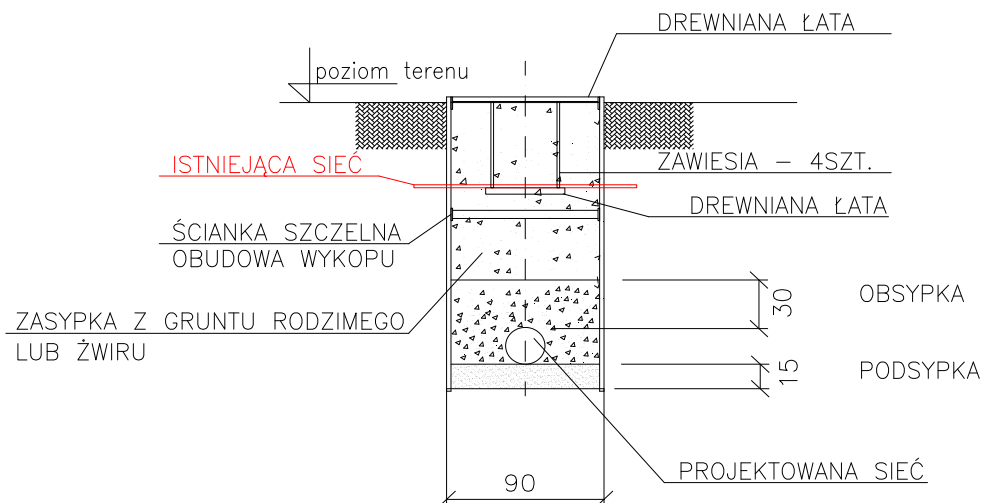 DREWNIANA ŁATA
poziom terenu
ISTNIEJĄCA SIEĆ
ZAWIESIA – 4SZT.
DREWNIANA ŁATA
ŚCIANKA SZCZELNA
OBUDOWA WYKOPU
30
OBSYPKA
ZASYPKA Z GRUNTU RODZIMEGO
LUB ŻWIRU
15
PODSYPKA
PROJEKTOWANA SIEĆ
90